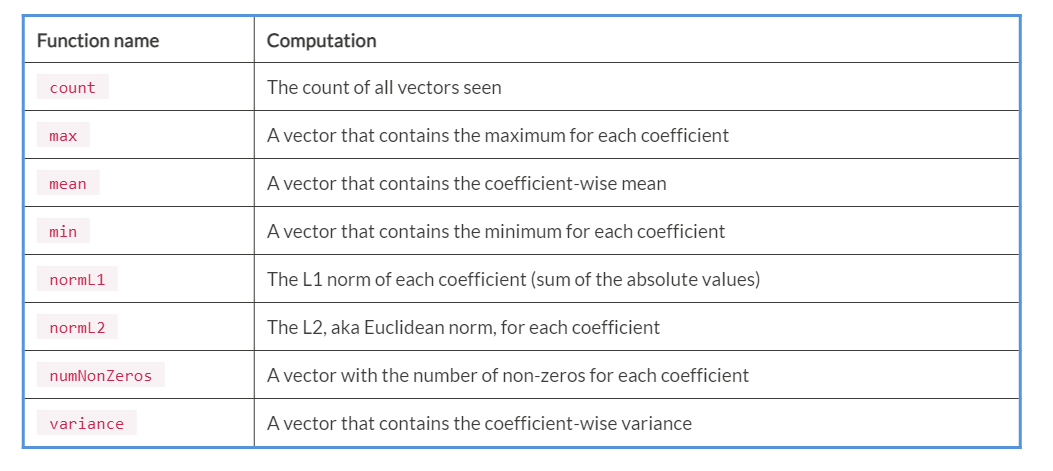 Function name Computation
count The count of all vectors seen
max A vector that contains the maximum for each coefficient
mean A vector that contains the coefficient-wise mean
min A vector that contains the minimum for each coefficient
normL1 The L1 norm of each coefficient (sum of the absolute values)
normL2 The L2, aka Euclidean norm, for each coefficient
numNonZeros A vector with the number of non-zeros for each coefficient
variance A vector that contains the coefficient-wise variance